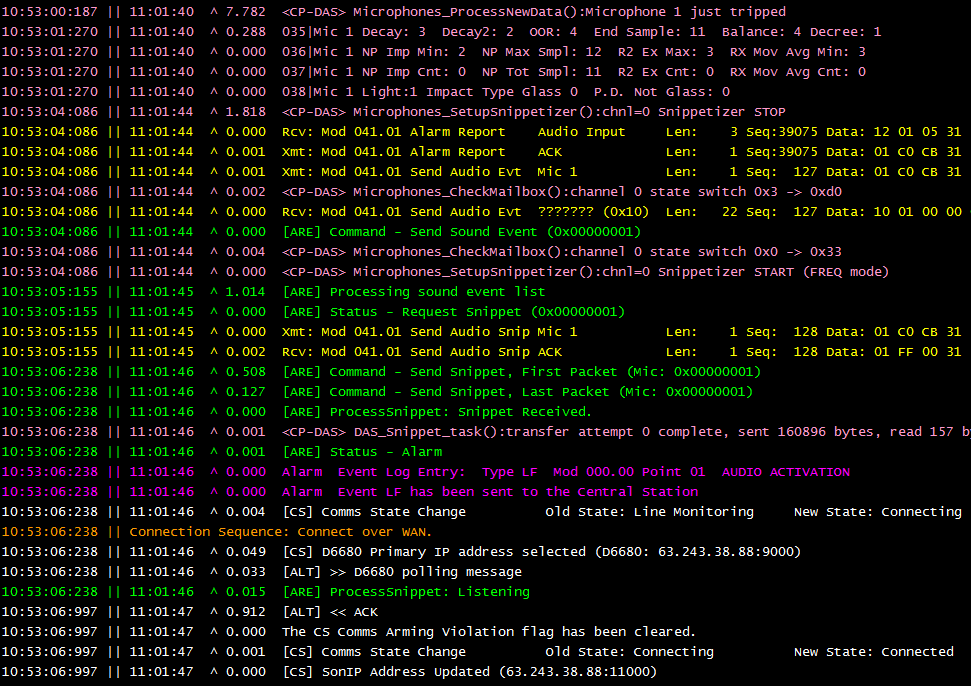 10:53:00:187 || 11:01:40 ^ 7.782 <CP-DAS> Microphones_ProcessNewData():Microphone 1 just tripped
10:53:01:270 || 11:01:40 ^ 0.288 035|Mic 1 Decay: 3 Decay2: 2 OOR: 4 End Sample: 11 Balance: 4 Decree: 1
10:53:01:270 || 11:01:40 ^ 0.000 036|Mic 1 NP Imp Min: 2 NP Max Smpl: 12 R2 Ex Max: 3 RX Mov Avg Min: 3
10:53:01:270 || 11:01:40 ^ 0.000 037|Mic 1 NP Imp Cnt: 0 NP Tot Smpl: 11 R2 Ex Cnt: 0 RX Mov Avg Cnt: 0
10:53:01:270 || 11:01:40 ^ 0.000 038|Mic 1 Light:1 Impact Type Glass 0 P.D. Not Glass: 0
10:53:04:086 || 11:01:44 ^ 1.818 <CP-DAS> Microphones_SetupSnippetizer():chnl=0 Snippetizer STOP
10:53:04:086 || 11:01:44 ^ 0.000 Rcv: Mod 041.01 Alarm Report Audio Input Len: 3 Seq:39075 Data: 12 01 05 31
10:53:04:086 || 11:01:44 ^ 0.001 Xmt: Mod 041.01 Alarm Report ACK Len: 1 Seq:39075 Data: 01 C0 CB 31
10:53:04:086 || 11:01:44 ^ 0.001 Xmt: Mod 041.01 Send Audio Evt Mic 1 Len: 1 Seq: 127 Data: 01 C0 CB 31
10:53:04:086 || 11:01:44 ^ 0.002 <CP-DAS> Microphones_CheckMailbox():channel 0 state switch 0x3 -> 0xd0
10:53:04:086 || 11:01:44 ^ 0.000 Rcv: Mod 041.01 Send Audio Evt ??????? (0x10) Len: 22 Seq: 127 Data: 10 01 00 00
10:53:04:086 || 11:01:44 ^ 0.000 [ARE] Command - Send Sound Event (0x00000001)
10:53:04:086 || 11:01:44 ^ 0.004 <CP-DAS> Microphones_CheckMailbox():channel 0 state switch 0x0 -> 0x33
10:53:04:086 || 11:01:44 ^ 0.000 <CP-DAS> Microphones_SetupSnippetizer():chnl=0 Snippetizer START (FREQ mode)
10:53:05:155 || 11:01:45 ^ 1.014 [ARE] Processing sound event list
10:53:05:155 || 11:01:45 ^ 0.000 [ARE] Status - Request Snippet (0x00000001)
10:53:05:155 || 11:01:45 ^ 0.000 Xmt: Mod 041.01 Send Audio Snip Mic 1 Len: 1 Seq: 128 Data: 01 C0 CB 31
10:53:05:155 || 11:01:45 ^ 0.002 Rcv: Mod 041.01 Send Audio Snip ACK Len: 1 Seq: 128 Data: 01 FF 00 31
10:53:06:238 || 11:01:46 ^ 0.508 [ARE] Command - Send Snippet, First Packet (Mic: 0x00000001)
10:53:06:238 || 11:01:46 ^ 0.127 [ARE] Command - Send Snippet, Last Packet (Mic: 0x00000001)
10:53:06:238 || 11:01:46 ^ 0.000 [ARE] ProcessSnippet: Snippet Received.
10:53:06:238 || 11:01:46 ^ 0.001 <CP-DAS> DAS_Snippet_task():transfer attempt 0 complete, sent 160896 bytes, read 157 by
10:53:06:238 || 11:01:46 ^ 0.001 [ARE] Status - Alarm
10:53:06:238 || 11:01:46 ^ 0.000 Alarm Event Log Entry: Type LF Mod 000.00 Point 01 AUDIO ACTIVATION
10:53:06:238 || 11:01:46 ^ 0.000 Alarm Event LF has been sent to the Central Station
10:53:06:238 || 11:01:46 ^ 0.004 [CS] Comms State Change Old State: Line Monitoring New State: Connecting
10:53:06:238 || Connection Sequence: Connect over WAN.
10:53:06:238 || 11:01:46 ^ 0.049 [CS] D6680 Primary IP address selected (D6680: 63.243.38.88:9000)
10:53:06:238 || 11:01:46 ^ 0.033 [ALT] >> D6680 polling message
10:53:06:238 || 11:01:46 ^ 0.015 [ARE] ProcessSnippet: Listening
10:53:06:997 || 11:01:47 ^ 0.912 [ALT] << ACK
10:53:06:997 || 11:01:47 ^ 0.000 The CS Comms Arming Violation flag has been cleared.
10:53:06:997 || 11:01:47 ^ 0.001 [CS] Comms State Change Old State: Connecting New State: Connected
10:53:06:997 || 11:01:47 ^ 0.000 [CS] SonIP Address Updated (63.243.38.88:11000)